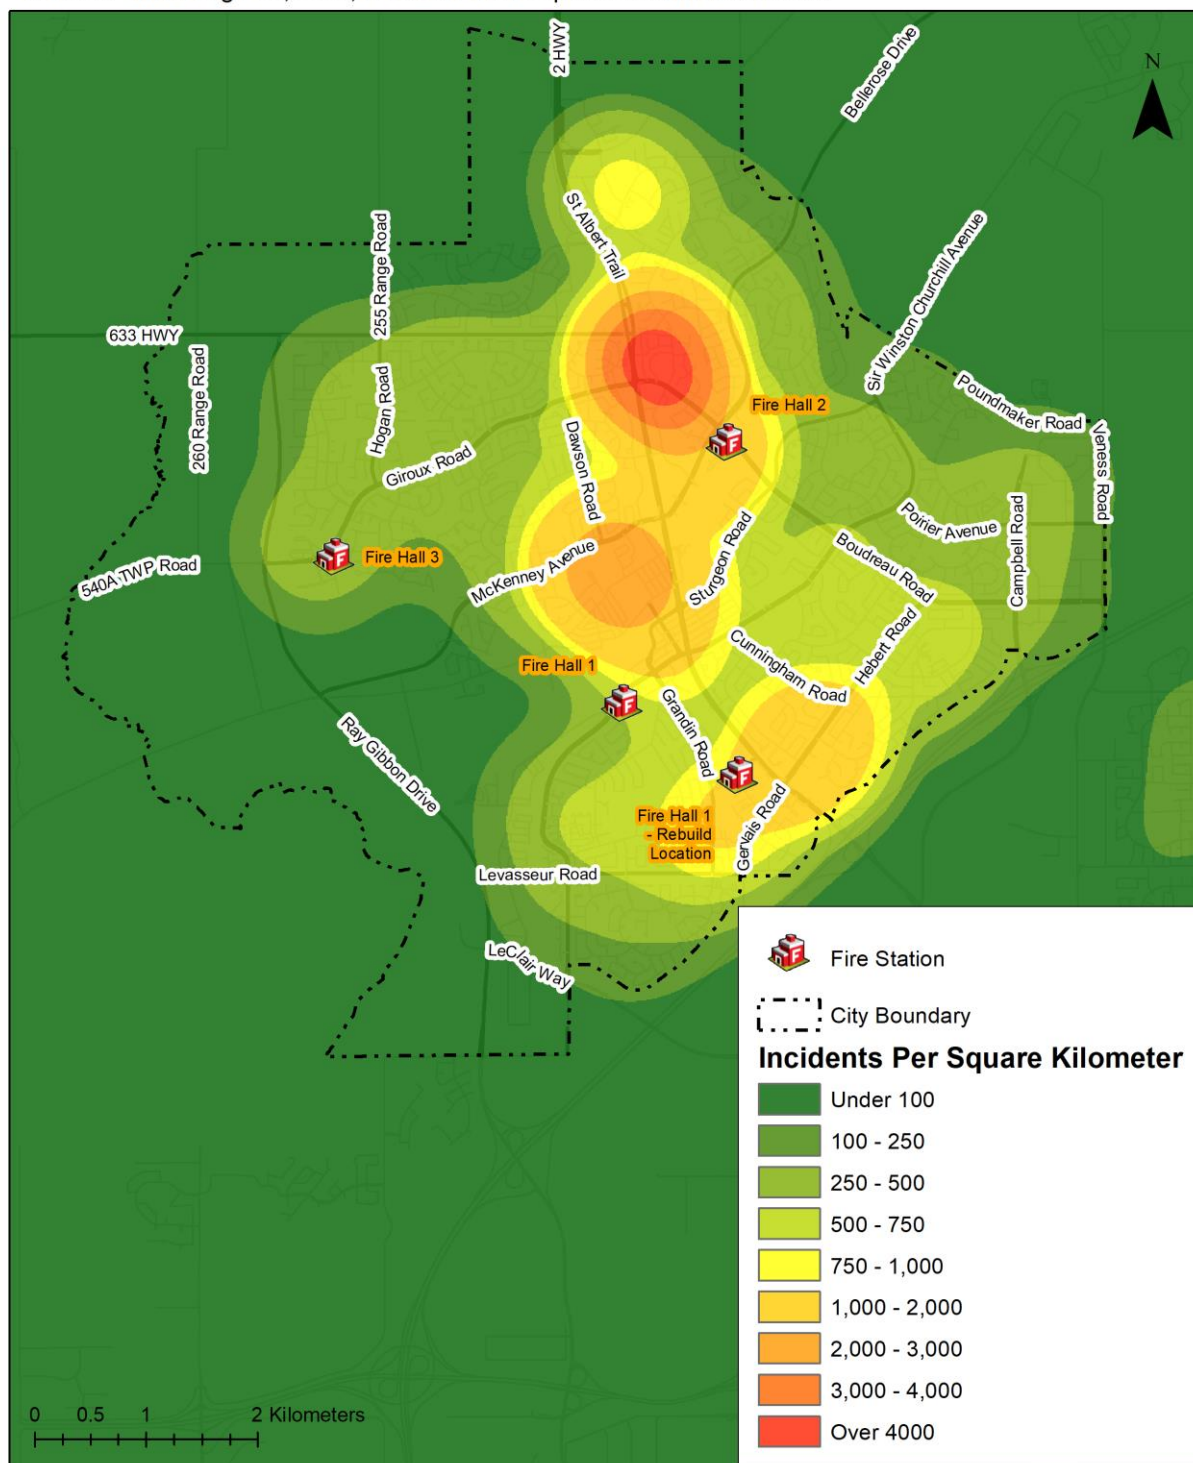 2 HWY
Bellerose Drive
N
St Albert Trail
255 Range Road
Sir Winston Churchill Avenue
633 HWY
260 Range Road
Hogan Road
Poundmaker Road
Fire Hall 2
Veness Road
Dawson Road
Giroux Road
Poirier Avenue
Campbell Road
Boudreau Road
Sturgeon Road
Fire Hall 3
540A TWP Road
McKenney Avenue
Hebert Road
Cunningham Road
Fire Hall 1
Grandin Road
Ray Gibbon Drive
Fire Hall 1
- Rebuild
Location
Gervais Road
Levasseur Road
LeClair Way
Fire Station
City Boundary
Incidents Per Square Kilometer
Under 100
100 - 250
250 - 500
500 - 750
750 - 1,000
1,000 - 2,000
2,000 - 3,000
3,000 - 4,000
Over 4000
0 0.5 1 2 Kilometers